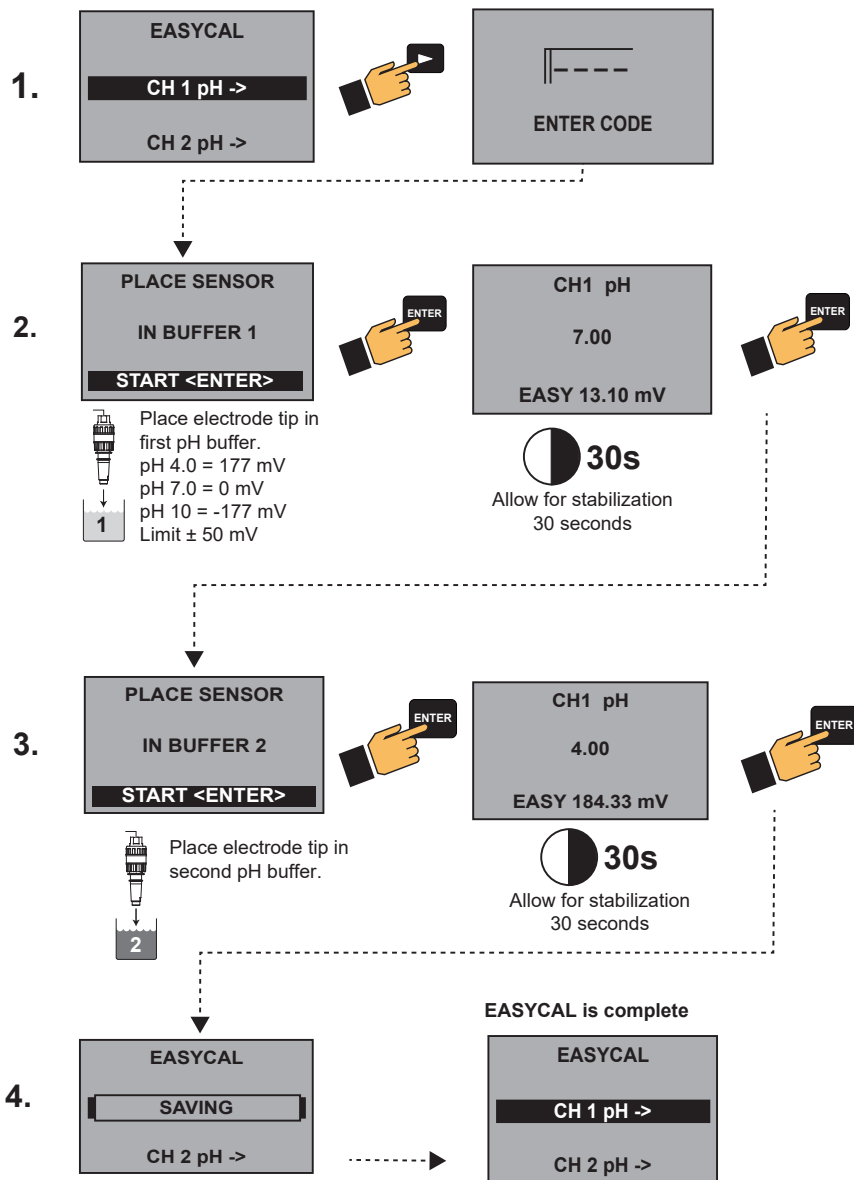 1.
EASYCAL
CH 1 pH ->
CH 2 pH ->
ENTER CODE
2.
PLACE SENSOR
IN BUFFER 1
START <ENTER>
ENTER
CH1 pH
7.00
EASY 13.10 mV
ENTER
1
Place electrode tip in
first pH buffer.
pH 4.0 = 177 mV
pH 7.0 = 0 mV
pH 10 = -177 mV
Limit ± 50 mV
30s
Allow for stabilization
30 seconds
3.
PLACE SENSOR
IN BUFFER 2
START <ENTER>
ENTER
CH1 pH
4.00
EASY 184.33 mV
ENTER
2
Place electrode tip in
second pH buffer.
30s
Allow for stabilization
30 seconds
4.
EASYCAL
SAVING
CH 2 pH ->
EASYCAL is complete
EASYCAL
CH 1 pH ->
CH 2 pH ->